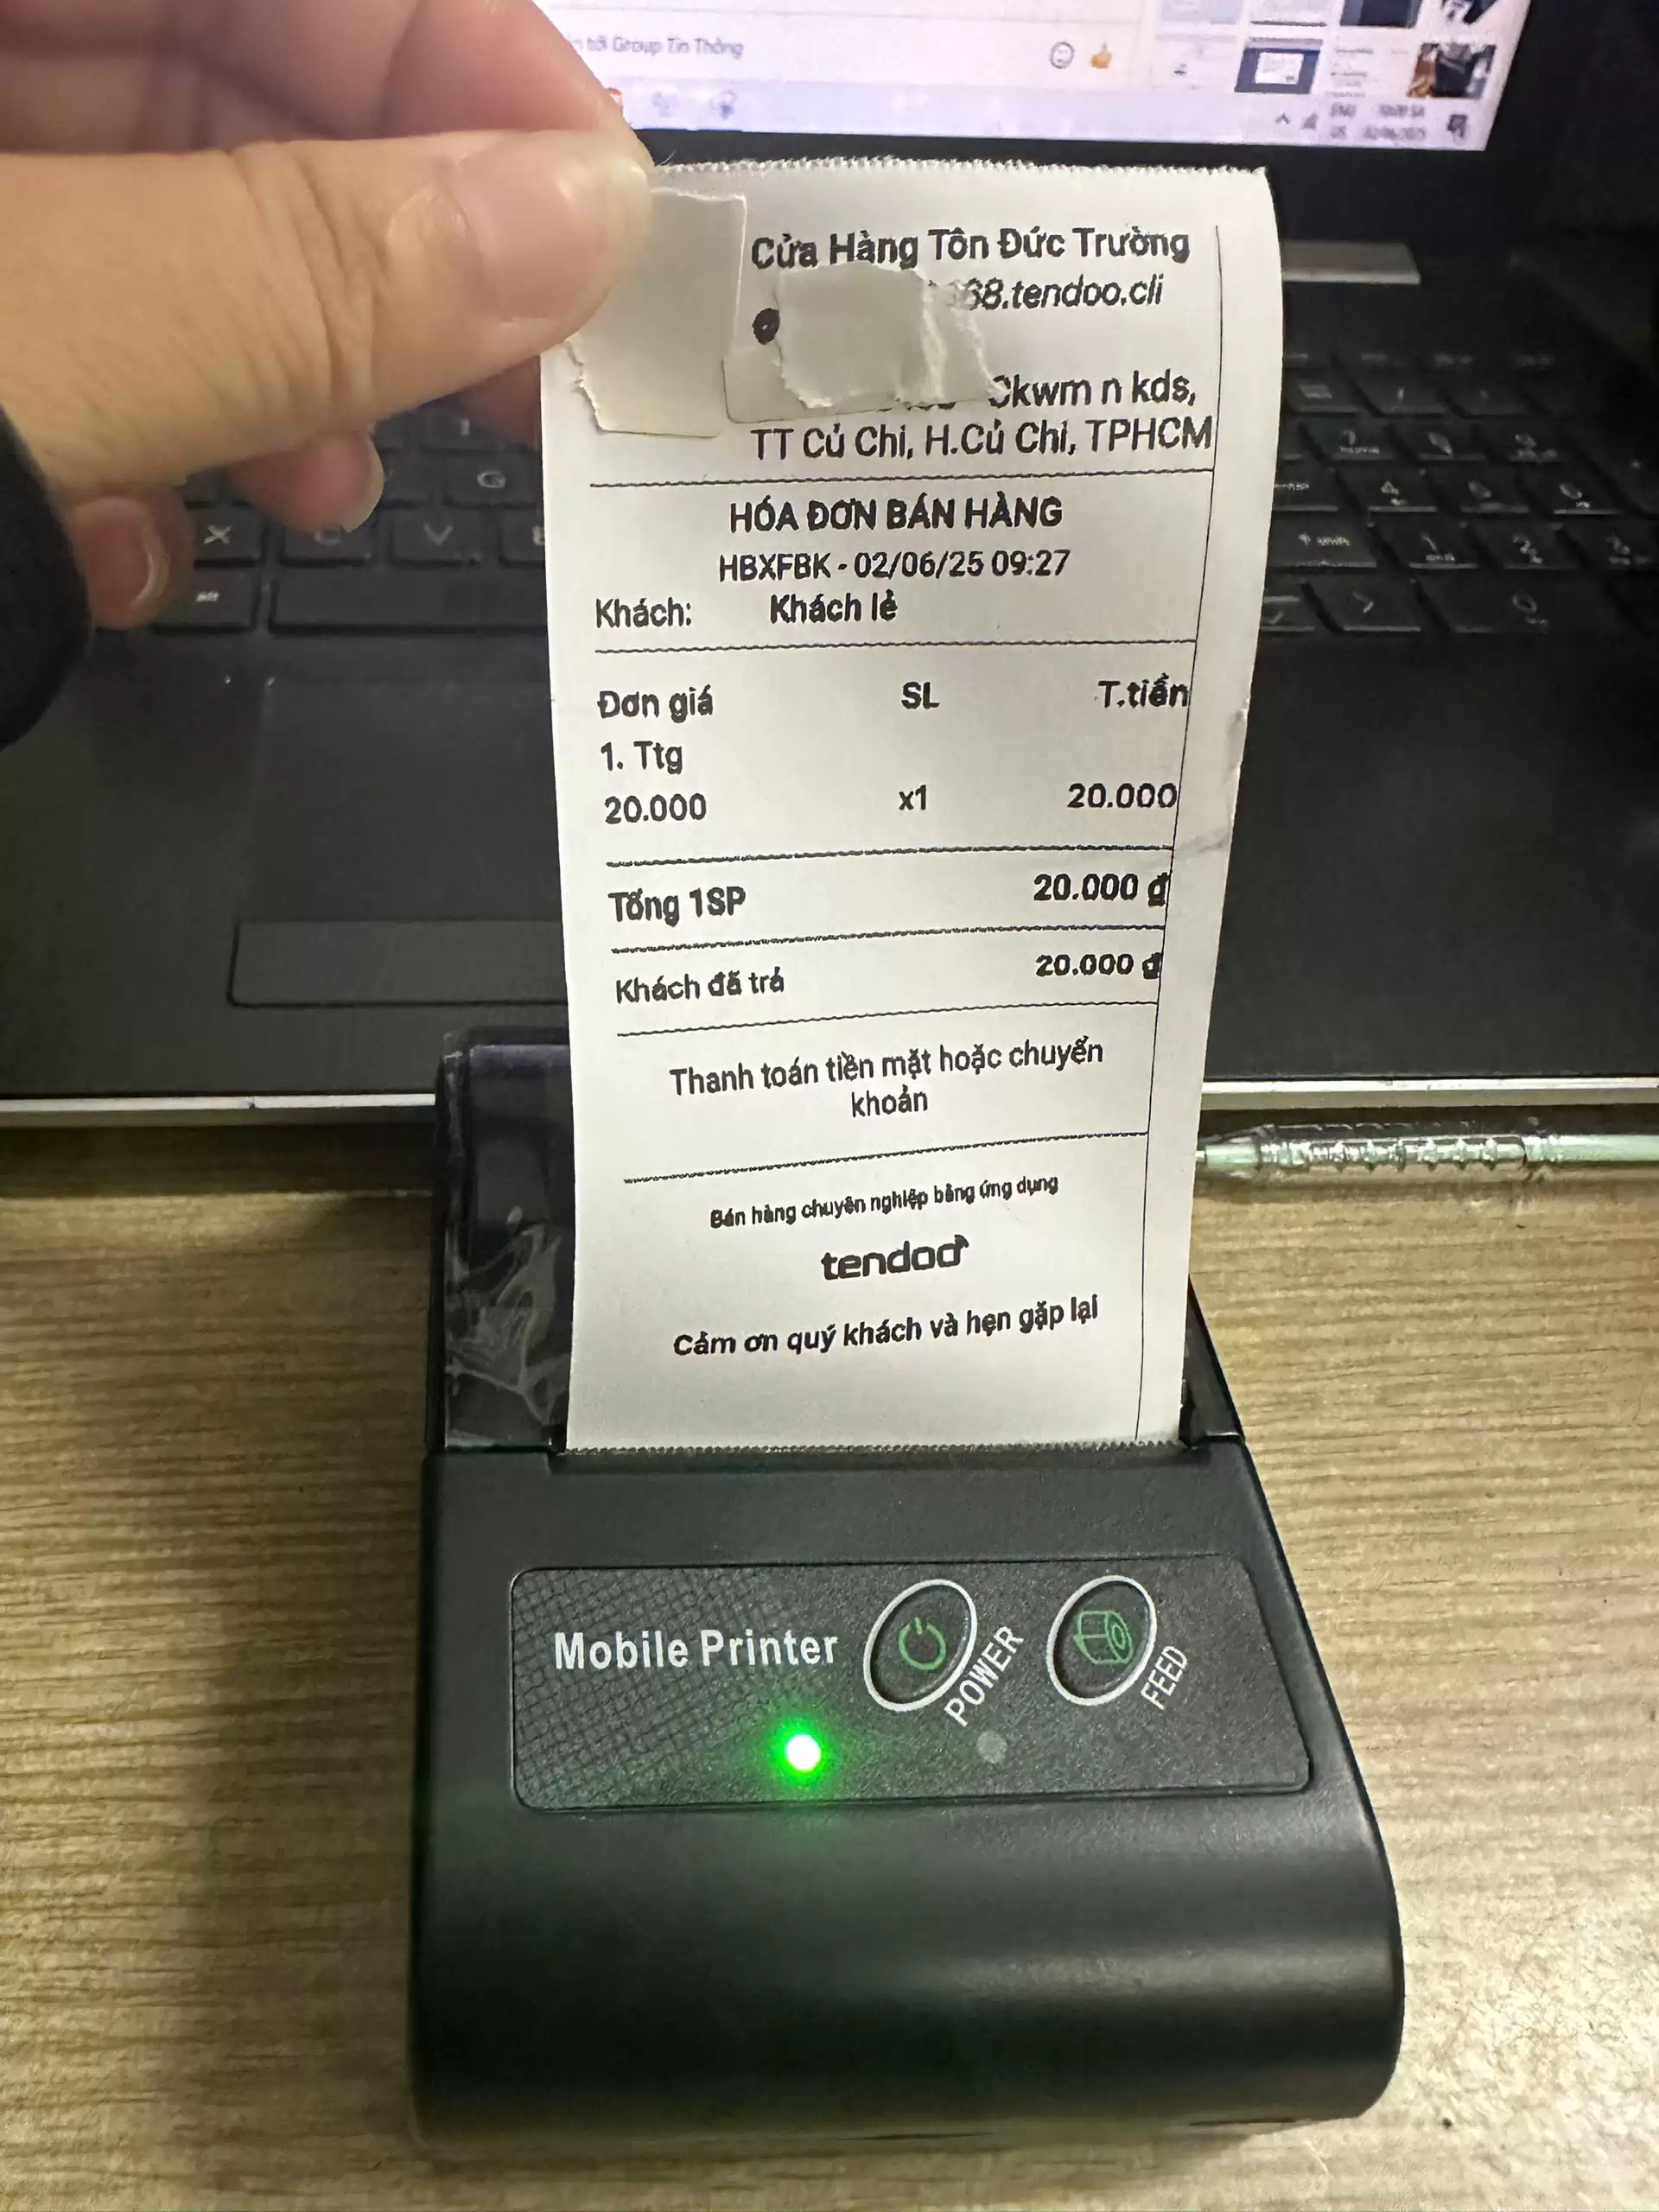 tới Group Tin Thông
Cửa Hàng Tôn Đức Trường
68.tendoo.cli
Ckwm n kds,
TT Củ Chi, H.Củ Chi, TPHCM
HÓA ĐƠN BÁN HÀNG
HBXFBK - 02/06/25 09:27
Khách: Khách lẻ
Đơn giá SL T.tiền
1. Ttg
20.000 x1 20.000
Tổng 1SP 20.000 ₫
Khách đã trả 20.000 ₫
Thanh toán tiền mặt hoặc chuyển
khoản
Bán hàng chuyên nghiệp bằng ứng dụng
tendoo
Cảm ơn quý khách và hẹn gặp lại
Mobile Printer
POWER
FEED